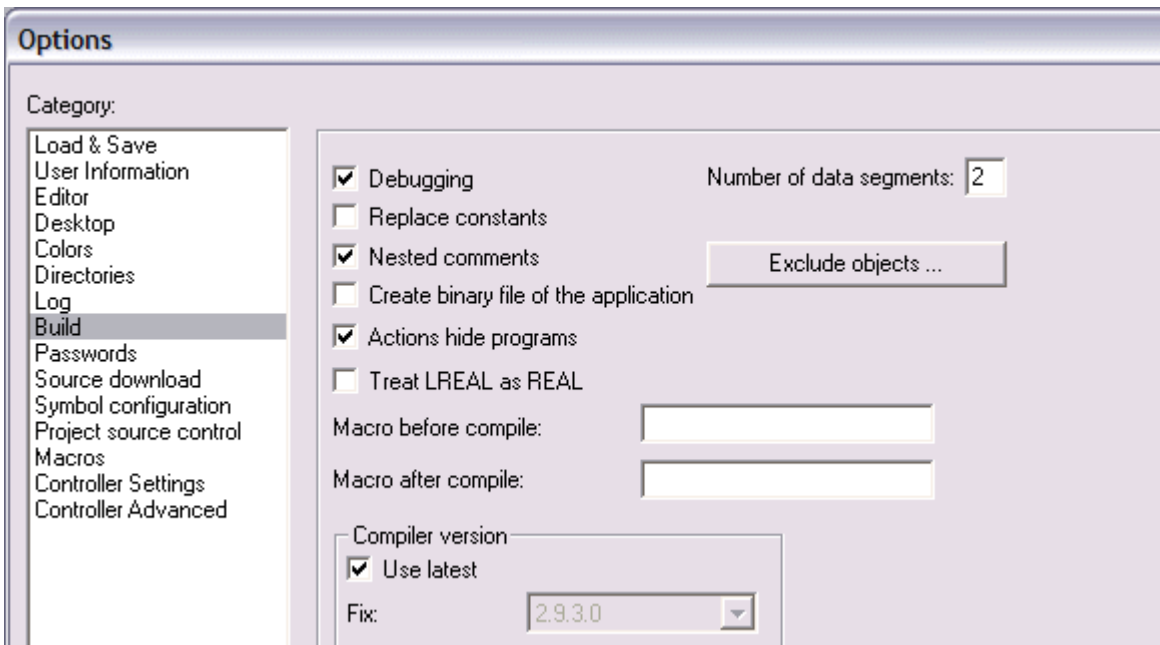 Options
Category:
Load & Save
User Information
Editor
Desktop
Colors
Directories
Log
Build
Passwords
Source download
Symbol configuration
Project source control
Macros
Controller Settings
Controller Advanced
Debugging
Number of data segments: 2
Replace constants
Nested comments
Exclude objects ...
Create binary file of the application
Actions hide programs
Treat LREAL as REAL
Macro before compile:
Macro after compile:
Compiler version
Use latest
Fix: 2.9.3.0